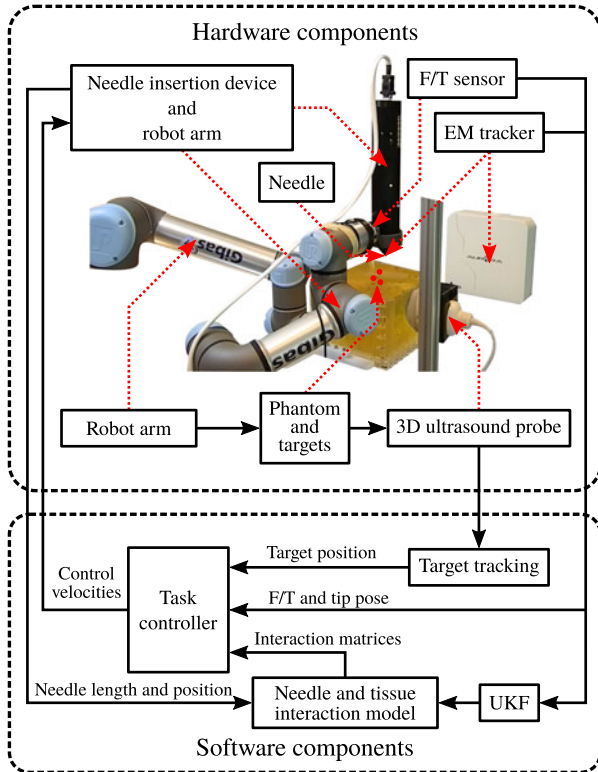 Hardware components
Needle insertion device
and
robot arm
F/T sensor
EM tracker
Needle
Gibas
Gibas
Robot arm
Phantom
and
targets
3D ultrasound probe
Target position
Target tracking
Control
velocities
Task
controller
F/T and tip pose
Interaction matrices
Needle length and position
Needle and tissue
interaction model
UKF
Software components